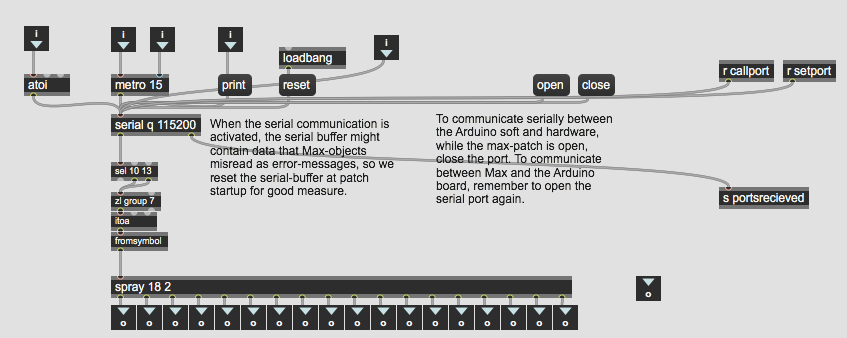 i
i
i
i
i
loadbang
atoi
metro 15
print
reset
open
close
r callport
r setport
serial q 115200
When the serial communication is
activated, the serial buffer might
contain data that Max-objects
misread as error-messages, so we
reset the serial-buffer at patch
startup for good measure.
To communicate serially between
the Arduino soft and hardware,
while the max-patch is open,
close the port. To communicate
between Max and the Arduino
board, remember to open the
serial port again.
sel 10 13
zl group 7
itoa
fromsymbol
s portsrecieved
spray 18 2
o
o o o o o o o o o o o o o o o o o o